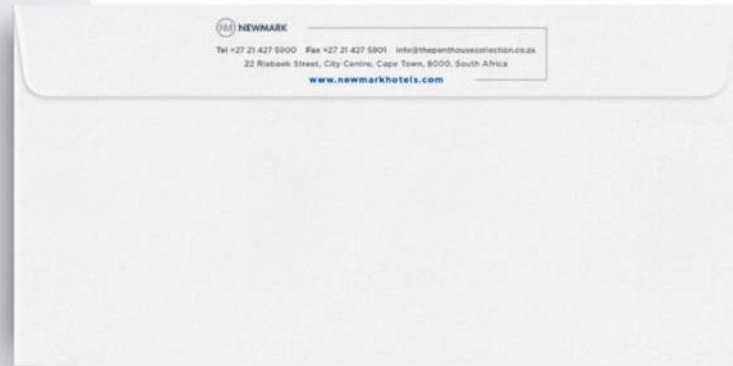 NM NEWMARK
Tel +27 21 427 5900 Fax +27 21 427 5901 info@thepenthousecollection.co.za
22 Riebeek Street, City Centre, Cape Town, 8000, South Africa
www.newmarkhotels.com